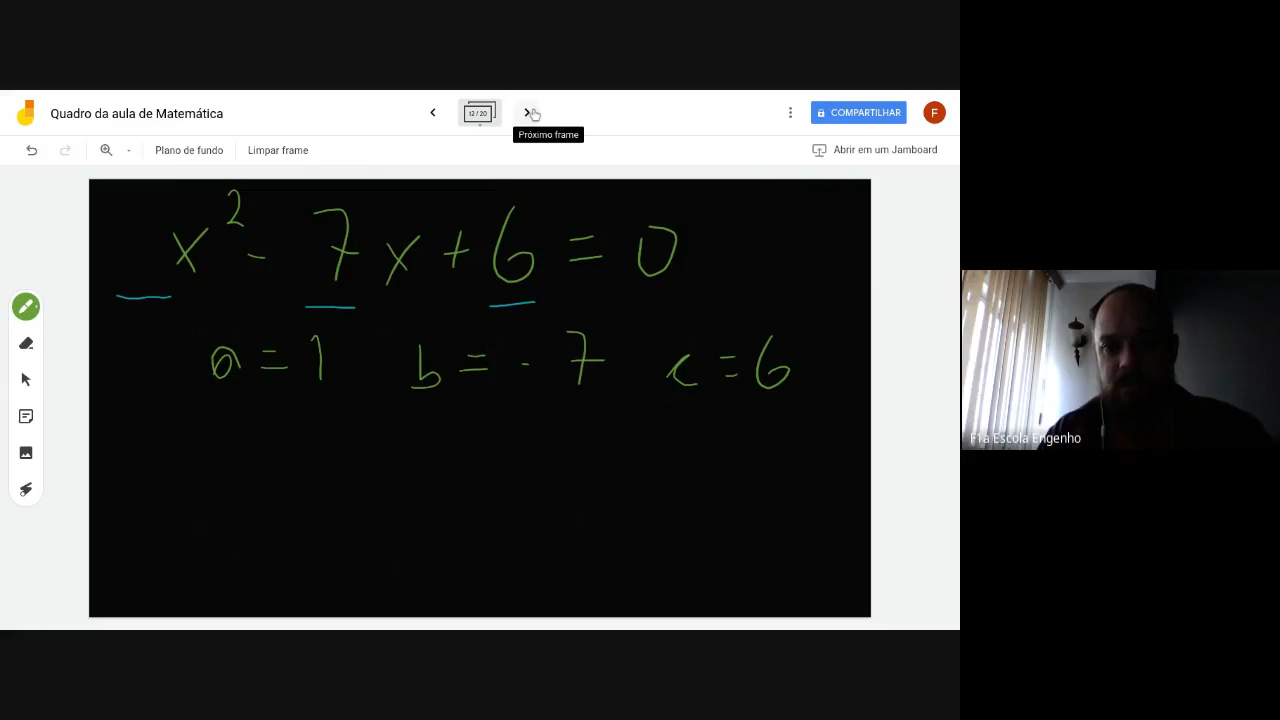 Quadro da aula de Matemática
12 / 20
COMPARTILHAR
F
Próximo frame
Plano de fundo
Limpar frame
Abrir em um Jamboard
x² - 7x + 6 = 0
a = 1 b = - 7 c = 6
F1a Escola Engenho